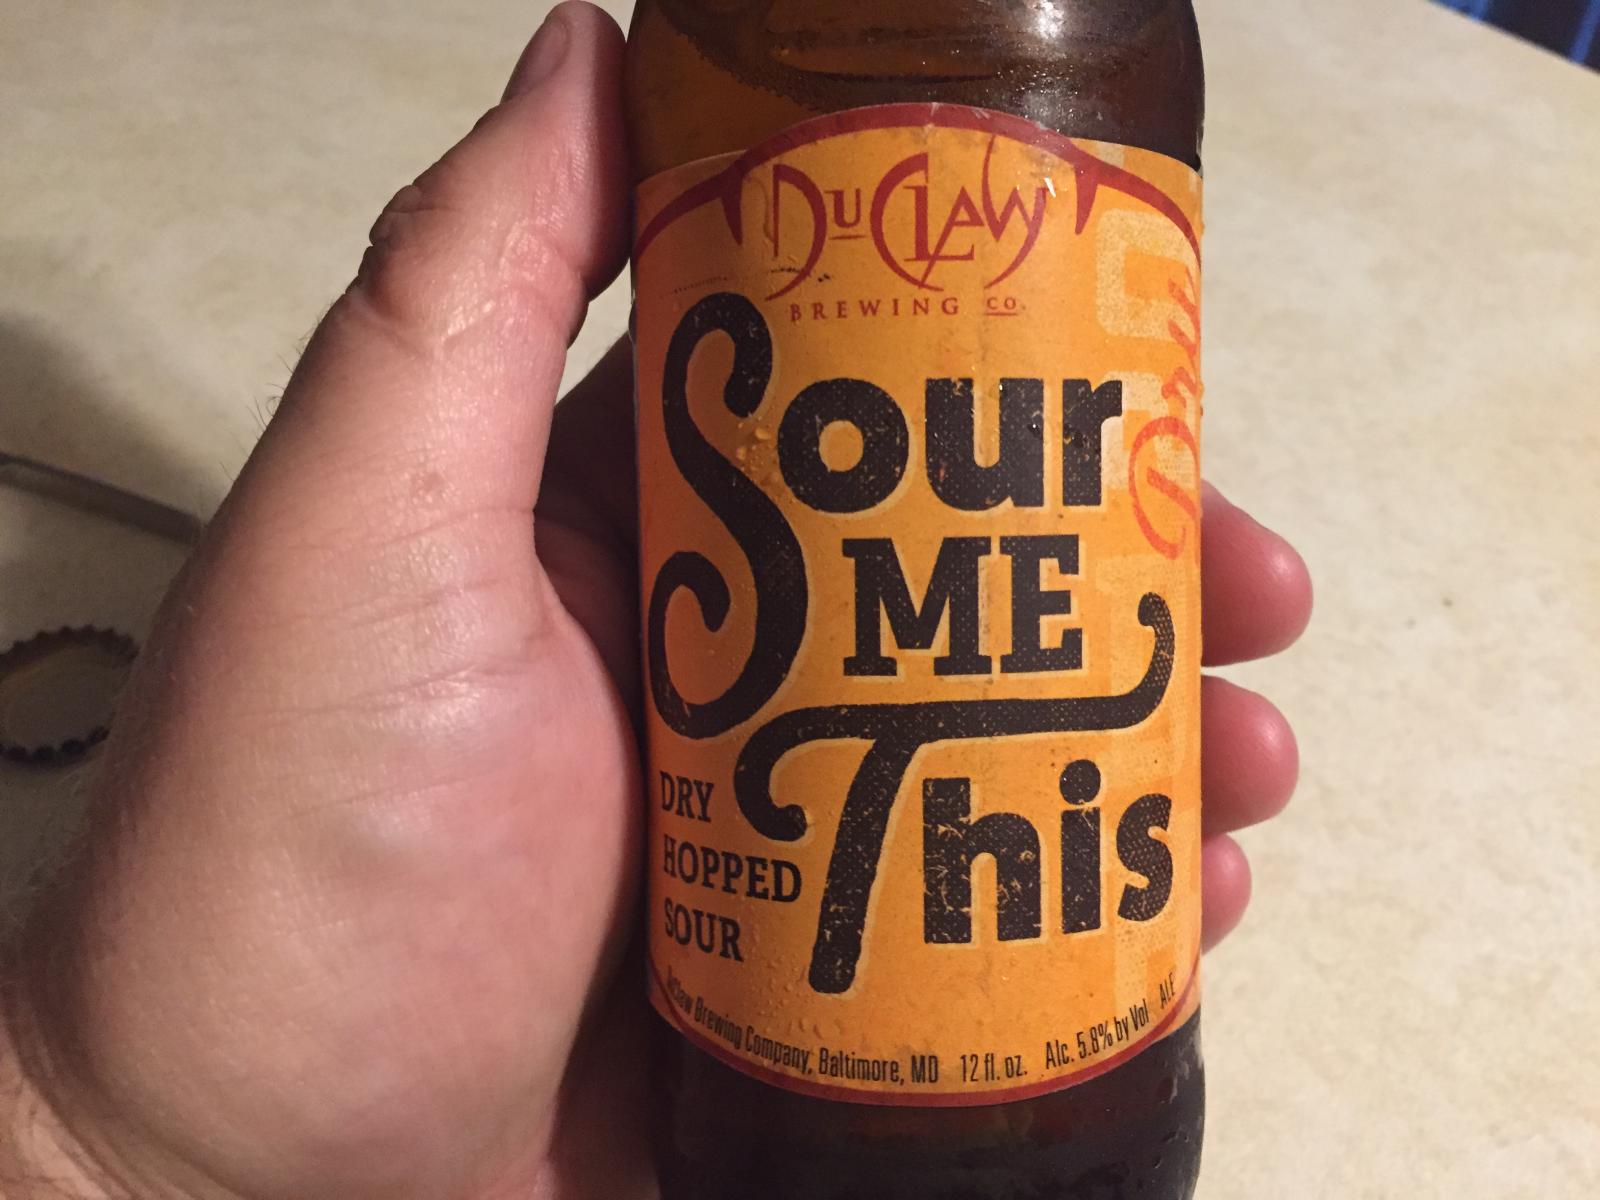 DuClaw
BREWING CO.
Sour
ME
This
DRY
HOPPED
SOUR
Brewing Company, Baltimore, MD 12 fl. oz. Alc. 5.8% by Vol ALE